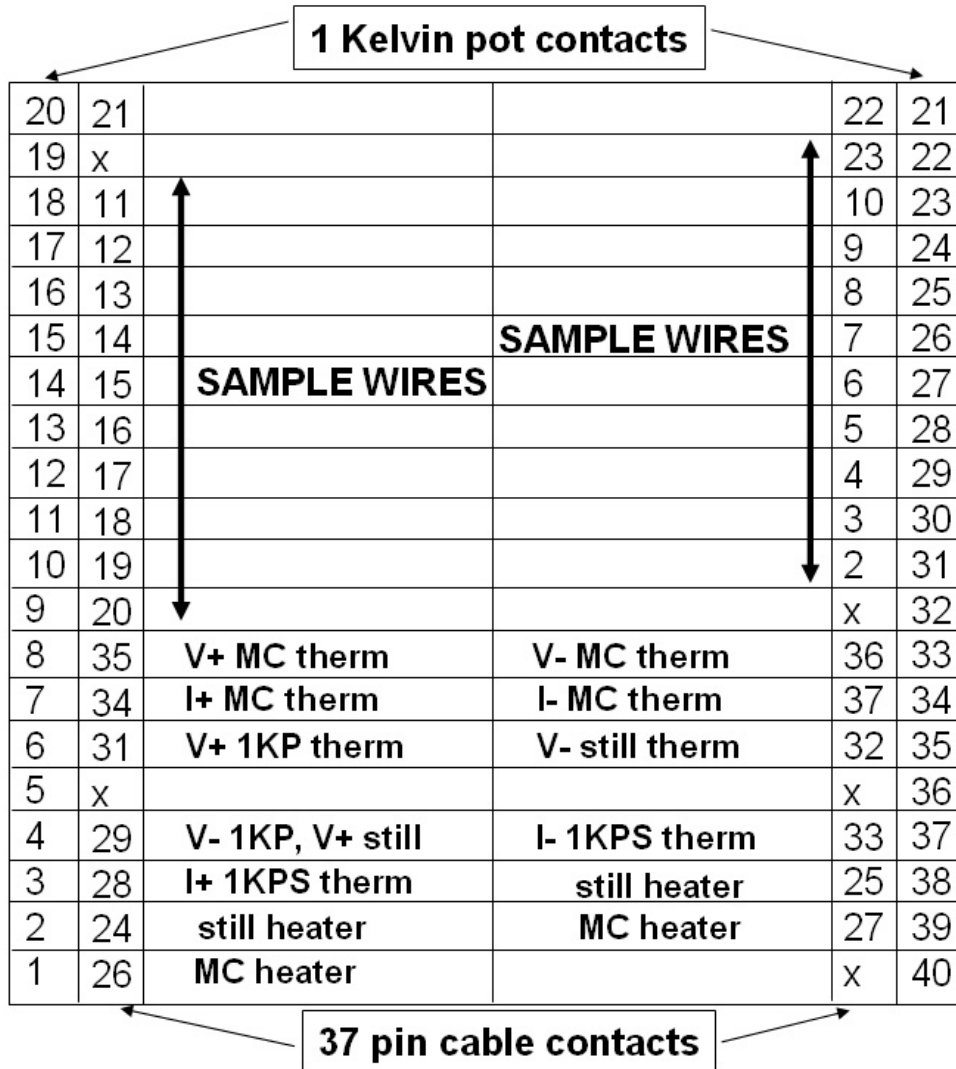 1 Kelvin pot contacts
20 21 22 21
19 x 23 22
18 11 10 23
17 12 9 24
16 13 8 25
15 14 SAMPLE WIRES 7 26
14 15 SAMPLE WIRES 6 27
13 16 5 28
12 17 4 29
11 18 3 30
10 19 2 31
9 20 x 32
8 35 V+ MC therm V- MC therm 36 33
7 34 I+ MC therm I- MC therm 37 34
6 31 V+ 1KP therm V- still therm 32 35
5 x x 36
4 29 V- 1KP, V+ still I- 1KPS therm 33 37
3 28 I+ 1KPS therm still heater 25 38
2 24 still heater MC heater 27 39
1 26 MC heater x 40
37 pin cable contacts